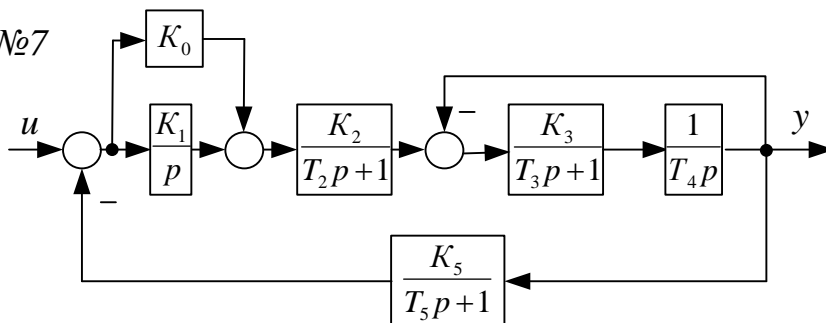 №7
K₀
u
K₁
p
K₂
T₂p+1
−
K₃
T₃p+1
1
T₄p
y
−
K₅
T₅p+1